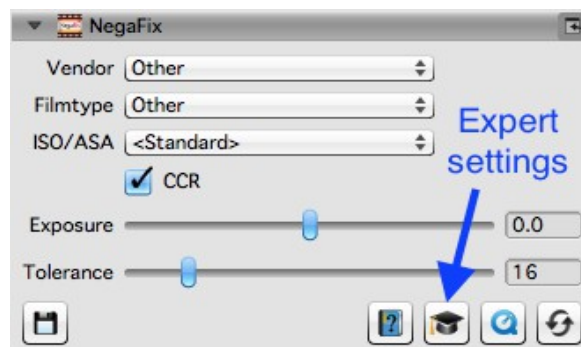 NegaFix
Vendor Other
Filmtype Other
ISO/ASA <Standard>
Expert
settings
CCR
Exposure 0.0
Tolerance 16
?